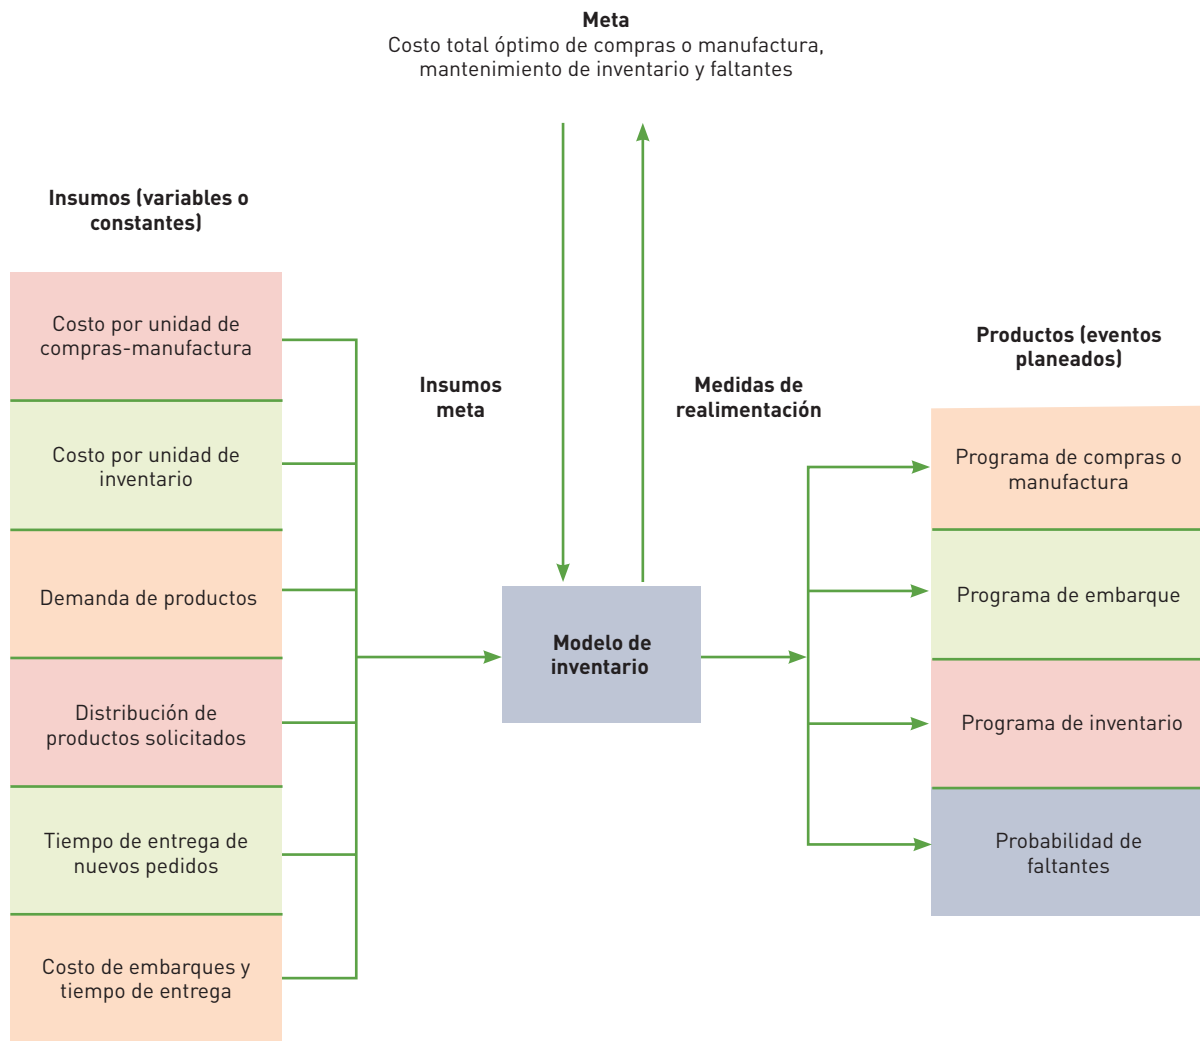 Meta
Costo total óptimo de compras o manufactura,
mantenimiento de inventario y faltantes
Insumos (variables o
constantes)
Costo por unidad de
compras-manufactura
Costo por unidad de
inventario
Demanda de productos
Distribución de
productos solicitados
Tiempo de entrega de
nuevos pedidos
Costo de embarques y
tiempo de entrega
Insumos
meta
Medidas de
realimentación
Modelo de
inventario
Productos (eventos
planeados)
Programa de compras o
manufactura
Programa de embarque
Programa de inventario
Probabilidad de
faltantes